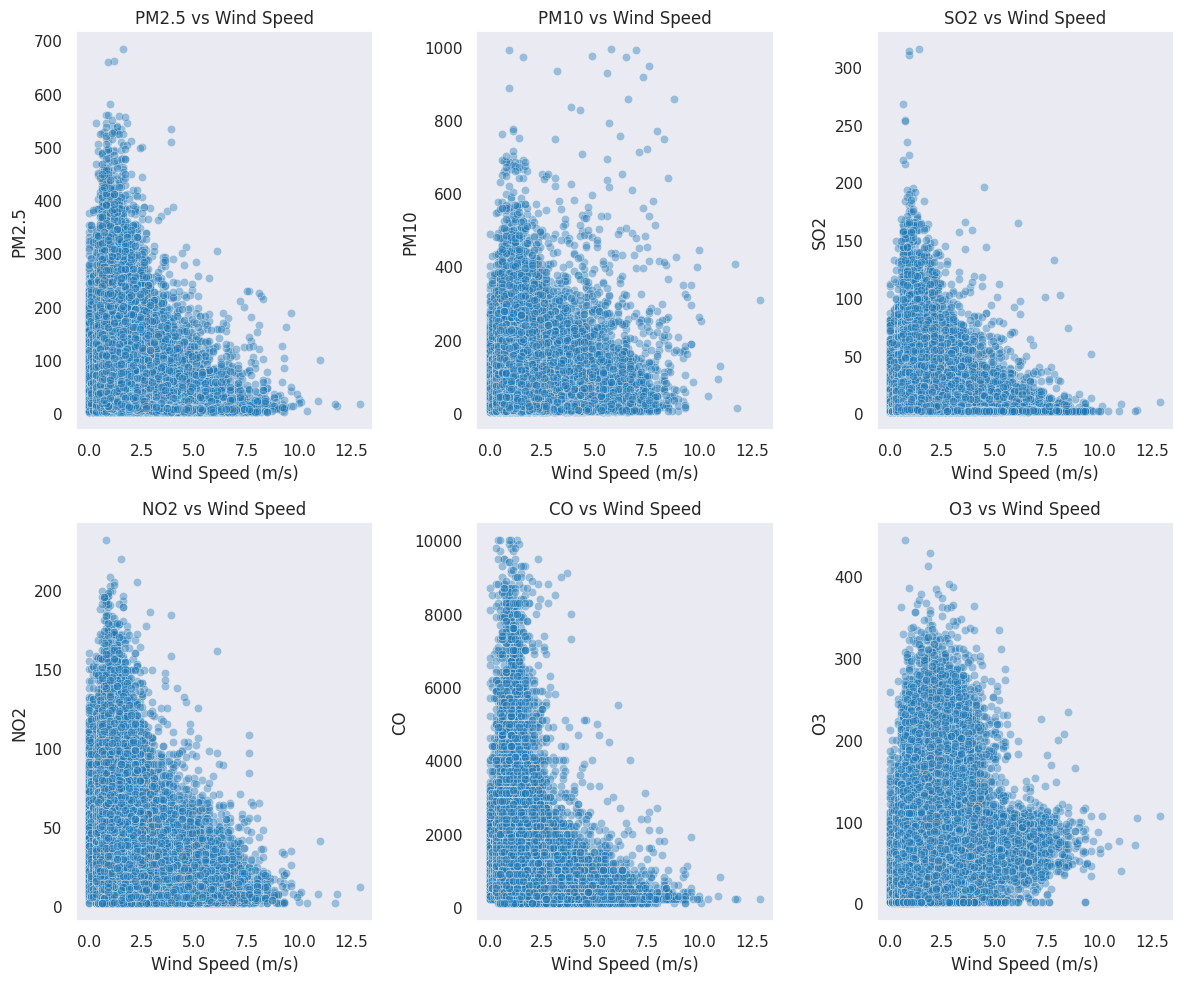 PM2.5 vs Wind Speed
700
600
500
400
300
200
100
0
PM2.5
0.0 2.5 5.0 7.5 10.0 12.5
Wind Speed (m/s)
PM10 vs Wind Speed
1000
800
600
400
200
0
PM10
0.0 2.5 5.0 7.5 10.0 12.5
Wind Speed (m/s)
SO2 vs Wind Speed
300
250
200
150
100
50
0
SO2
0.0 2.5 5.0 7.5 10.0 12.5
Wind Speed (m/s)
NO2 vs Wind Speed
200
150
100
50
0
NO2
0.0 2.5 5.0 7.5 10.0 12.5
Wind Speed (m/s)
CO vs Wind Speed
10000
8000
6000
4000
2000
0
CO
0.0 2.5 5.0 7.5 10.0 12.5
Wind Speed (m/s)
O3 vs Wind Speed
400
300
200
100
0
O3
0.0 2.5 5.0 7.5 10.0 12.5
Wind Speed (m/s)